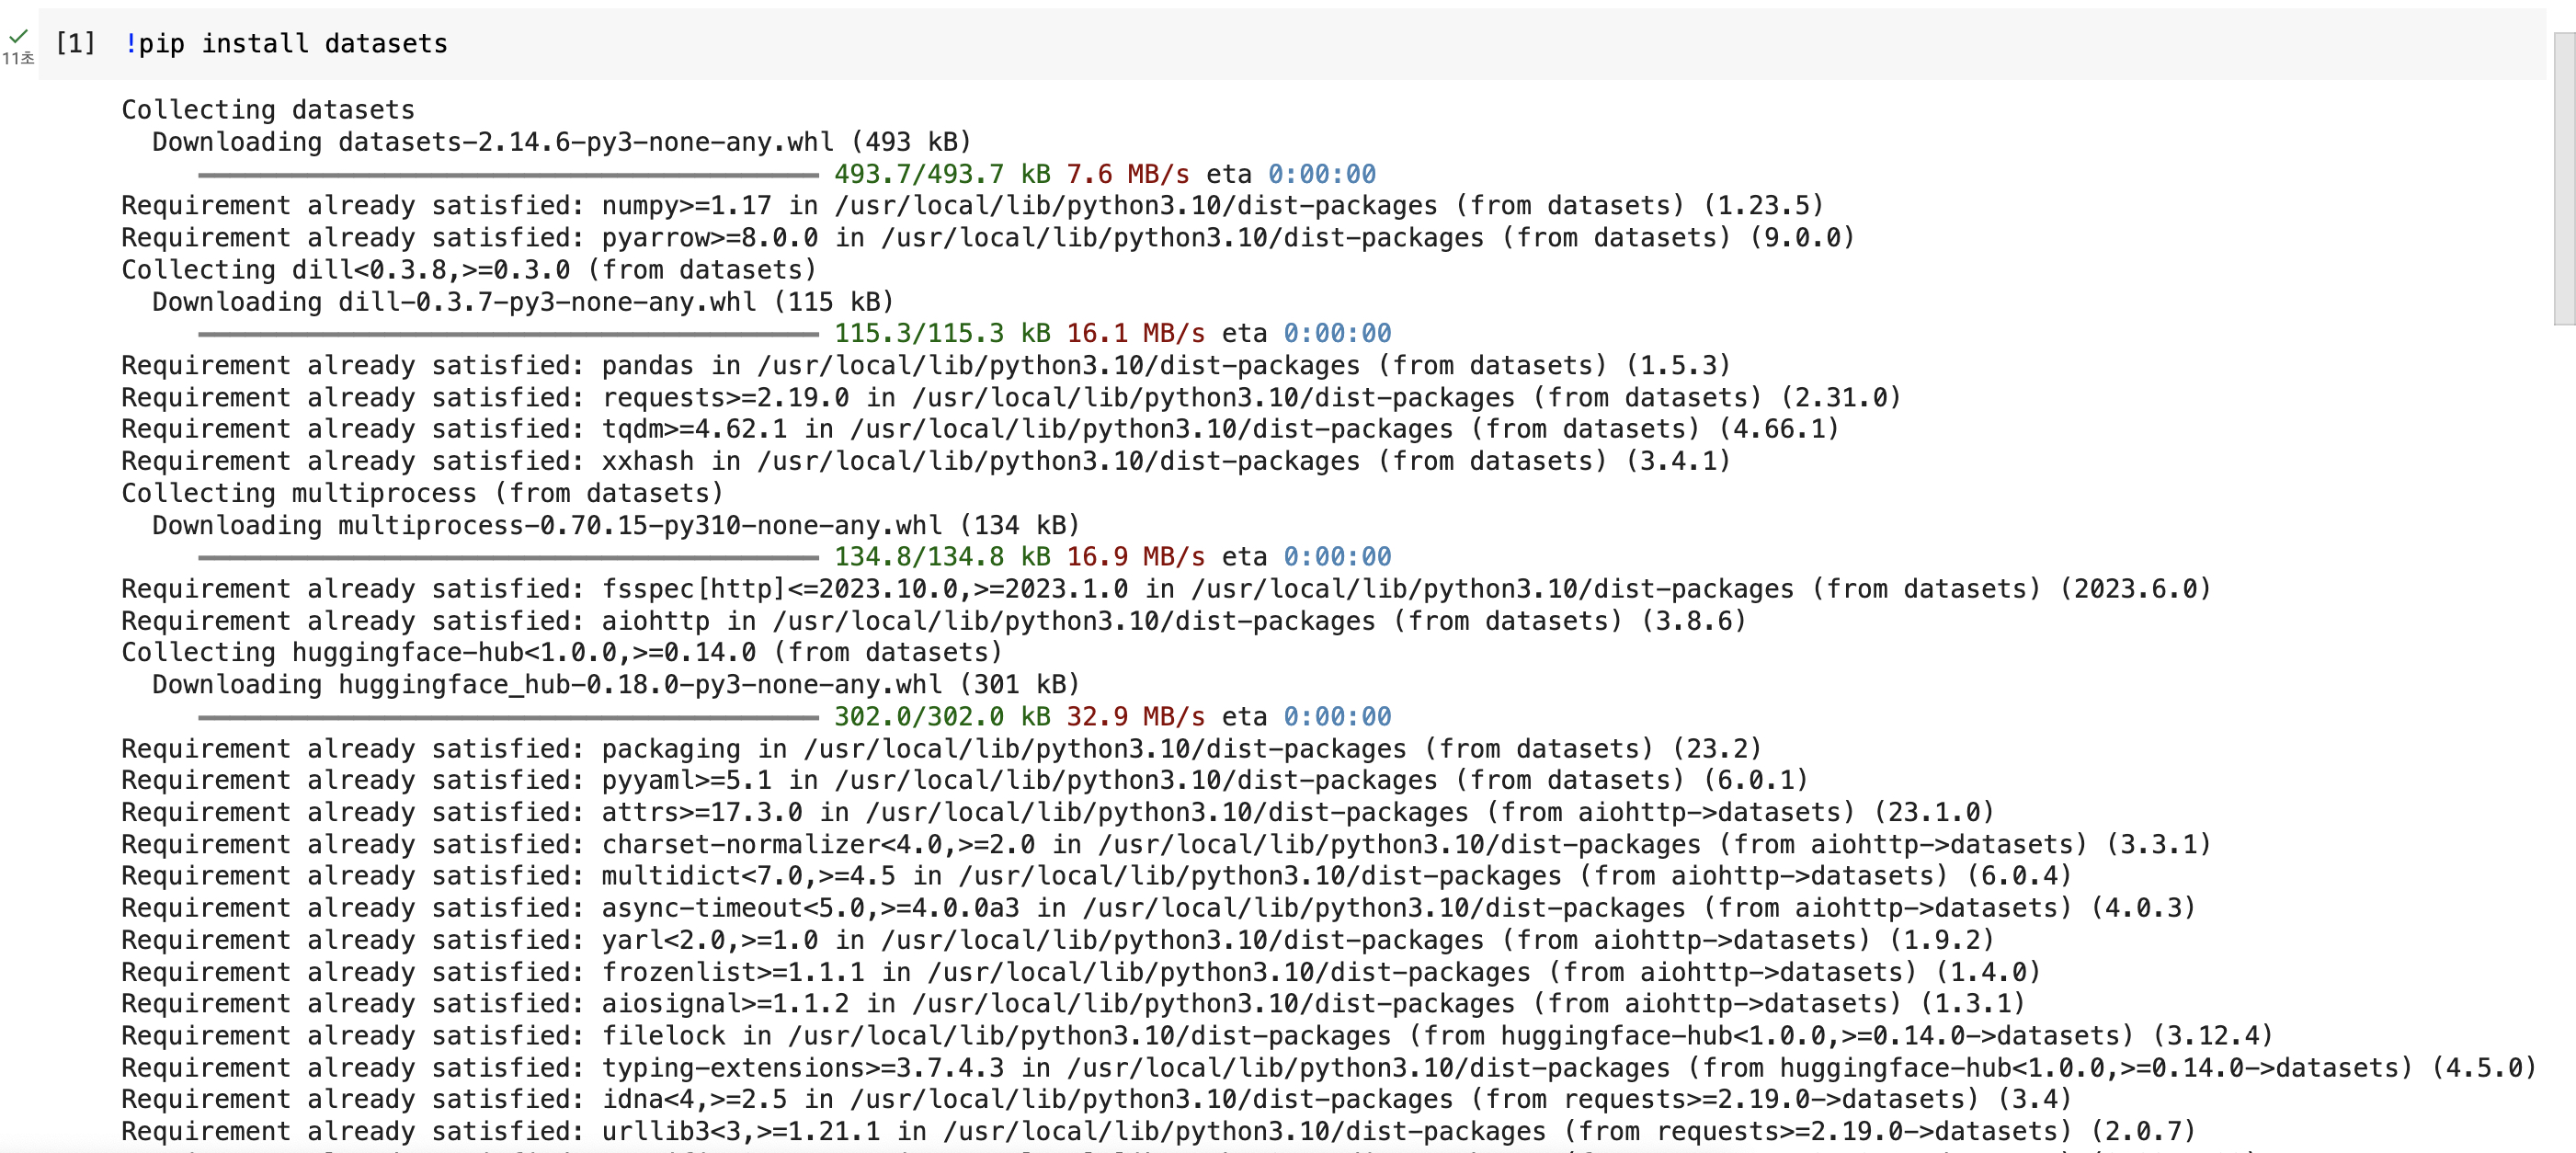 11초
[1] !pip install datasets
Collecting datasets
Downloading datasets-2.14.6-py3-none-any.whl (493 kB)
493.7/493.7 kB 7.6 MB/s eta 0:00:00
Requirement already satisfied: numpy>=1.17 in /usr/local/lib/python3.10/dist-packages (from datasets) (1.23.5)
Requirement already satisfied: pyarrow>=8.0.0 in /usr/local/lib/python3.10/dist-packages (from datasets) (9.0.0)
Collecting dill<0.3.8,>=0.3.0 (from datasets)
Downloading dill-0.3.7-py3-none-any.whl (115 kB)
115.3/115.3 kB 16.1 MB/s eta 0:00:00
Requirement already satisfied: pandas in /usr/local/lib/python3.10/dist-packages (from datasets) (1.5.3)
Requirement already satisfied: requests>=2.19.0 in /usr/local/lib/python3.10/dist-packages (from datasets) (2.31.0)
Requirement already satisfied: tqdm>=4.62.1 in /usr/local/lib/python3.10/dist-packages (from datasets) (4.66.1)
Requirement already satisfied: xxhash in /usr/local/lib/python3.10/dist-packages (from datasets) (3.4.1)
Collecting multiprocess (from datasets)
Downloading multiprocess-0.70.15-py310-none-any.whl (134 kB)
134.8/134.8 kB 16.9 MB/s eta 0:00:00
Requirement already satisfied: fsspec[http]<=2023.10.0,>=2023.1.0 in /usr/local/lib/python3.10/dist-packages (from datasets) (2023.6.0)
Requirement already satisfied: aiohttp in /usr/local/lib/python3.10/dist-packages (from datasets) (3.8.6)
Collecting huggingface-hub<1.0.0,>=0.14.0 (from datasets)
Downloading huggingface_hub-0.18.0-py3-none-any.whl (301 kB)
302.0/302.0 kB 32.9 MB/s eta 0:00:00
Requirement already satisfied: packaging in /usr/local/lib/python3.10/dist-packages (from datasets) (23.2)
Requirement already satisfied: pyyaml>=5.1 in /usr/local/lib/python3.10/dist-packages (from datasets) (6.0.1)
Requirement already satisfied: attrs>=17.3.0 in /usr/local/lib/python3.10/dist-packages (from aiohttp->datasets) (23.1.0)
Requirement already satisfied: charset-normalizer<4.0,>=2.0 in /usr/local/lib/python3.10/dist-packages (from aiohttp->datasets) (3.3.1)
Requirement already satisfied: multidict<7.0,>=4.5 in /usr/local/lib/python3.10/dist-packages (from aiohttp->datasets) (6.0.4)
Requirement already satisfied: async-timeout<5.0,>=4.0.0a3 in /usr/local/lib/python3.10/dist-packages (from aiohttp->datasets) (4.0.3)
Requirement already satisfied: yarl<2.0,>=1.0 in /usr/local/lib/python3.10/dist-packages (from aiohttp->datasets) (1.9.2)
Requirement already satisfied: frozenlist>=1.1.1 in /usr/local/lib/python3.10/dist-packages (from aiohttp->datasets) (1.4.0)
Requirement already satisfied: aiosignal>=1.1.2 in /usr/local/lib/python3.10/dist-packages (from aiohttp->datasets) (1.3.1)
Requirement already satisfied: filelock in /usr/local/lib/python3.10/dist-packages (from huggingface-hub<1.0.0,>=0.14.0->datasets) (3.12.4)
Requirement already satisfied: typing-extensions>=3.7.4.3 in /usr/local/lib/python3.10/dist-packages (from huggingface-hub<1.0.0,>=0.14.0->datasets) (4.5.0)
Requirement already satisfied: idna<4,>=2.5 in /usr/local/lib/python3.10/dist-packages (from requests>=2.19.0->datasets) (3.4)
Requirement already satisfied: urllib3<3,>=1.21.1 in /usr/local/lib/python3.10/dist-packages (from requests>=2.19.0->datasets) (2.0.7)